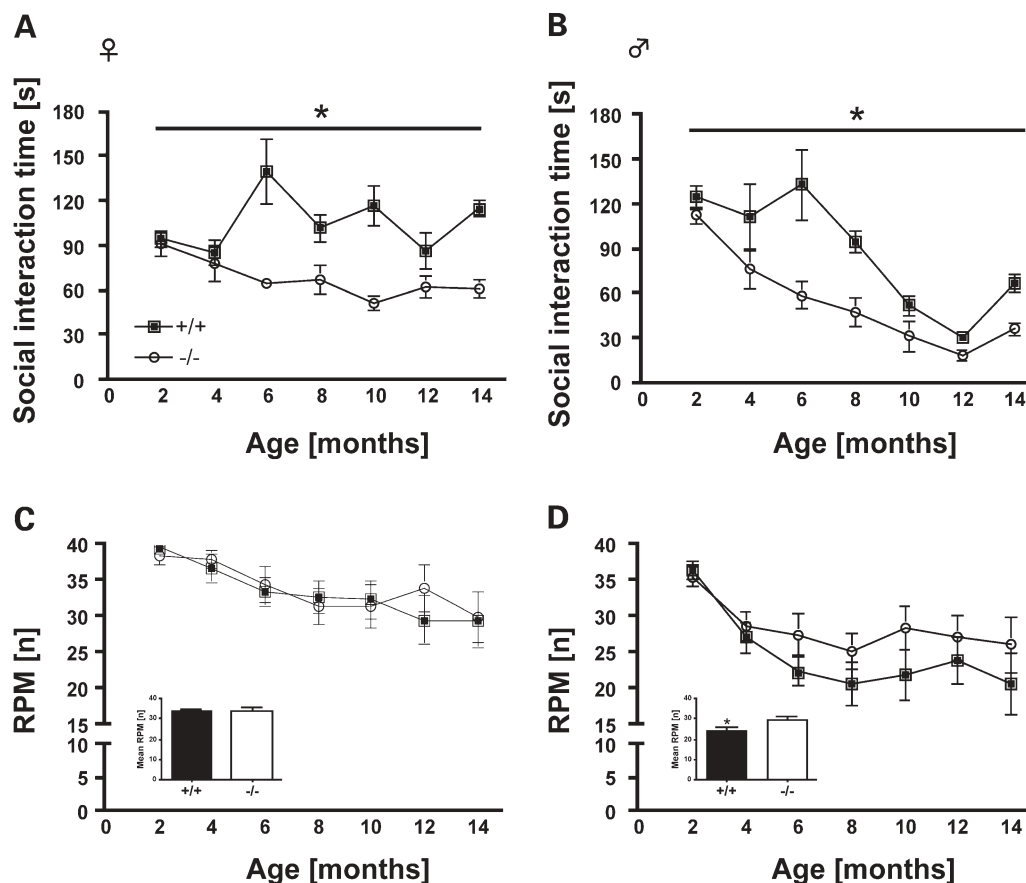 A
♀
Social interaction time [s]
180
150
120
90
60
30
0
*
+/+
-/-
0 2 4 6 8 10 12 14
Age [months]
B
♂
Social interaction time [s]
180
150
120
90
60
30
0
*
0 2 4 6 8 10 12 14
Age [months]
C
RPM [n]
40
35
30
25
20
15
10
5
0
Mean RPM [n]
40
30
20
10
0
+/+ -/-
0 2 4 6 8 10 12 14
Age [months]
D
RPM [n]
40
35
30
25
20
15
10
5
0
Mean RPM [n]
40
30
20
10
0
*
+/+ -/-
0 2 4 6 8 10 12 14
Age [months]